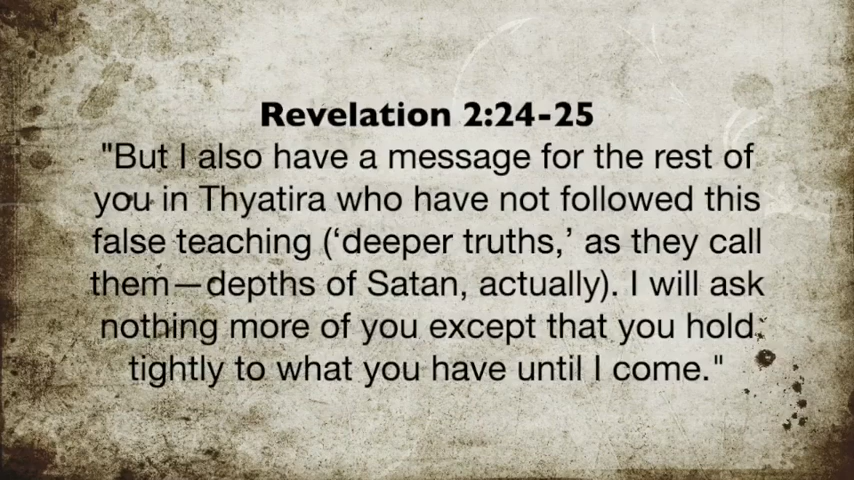 Revelation 2:24-25
"But I also have a message for the rest of
you in Thyatira who have not followed this
false teaching (‘deeper truths,’ as they call
them—depths of Satan, actually). I will ask
nothing more of you except that you hold
tightly to what you have until I come."